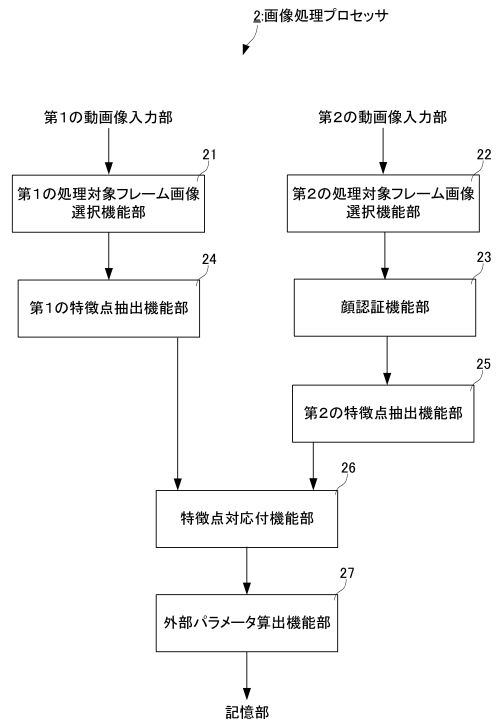 2:画像処理プロセッサ
第1の動画像入力部
第2の動画像入力部
21
22
第1の処理対象フレーム画像
選択機能部
第2の処理対象フレーム画像
選択機能部
24
23
第1の特徴点抽出機能部
顔認証機能部
25
第2の特徴点抽出機能部
26
特徴点対応付機能部
27
外部パラメータ算出機能部
記憶部